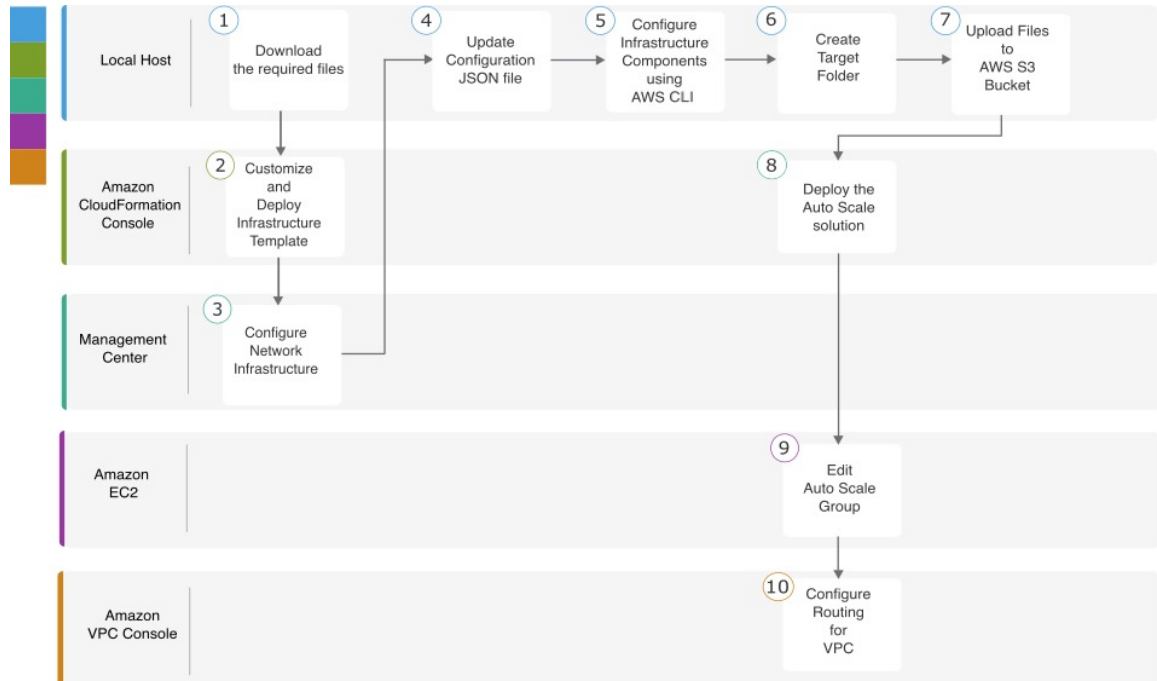 Local Host
1
Download
the required files
4
Update
Configuration
JSON file
5
Configure
Infrastructure
Components
using
AWS CLI
6
Create
Target
Folder
7
Upload Files
to
AWS S3
Bucket
Amazon
CloudFormation
Console
2
Customize
and
Deploy
Infrastructure
Template
8
Deploy the
Auto Scale
solution
Management
Center
3
Configure
Network
Infrastructure
Amazon
EC2
9
Edit
Auto Scale
Group
Amazon
VPC Console
10
Configure
Routing
for
VPC